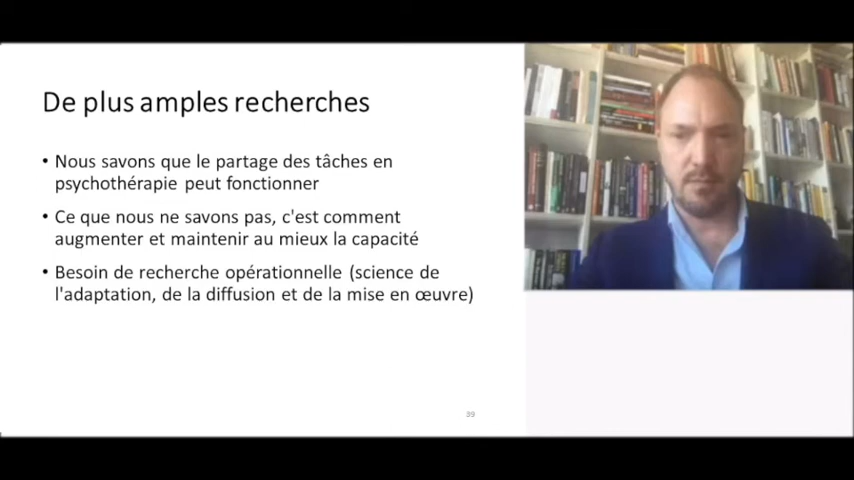 De plus amples recherches
• Nous savons que le partage des tâches en
psychothérapie peut fonctionner
• Ce que nous ne savons pas, c'est comment
augmenter et maintenir au mieux la capacité
• Besoin de recherche opérationnelle (science de
l'adaptation, de la diffusion et de la mise en œuvre)
39